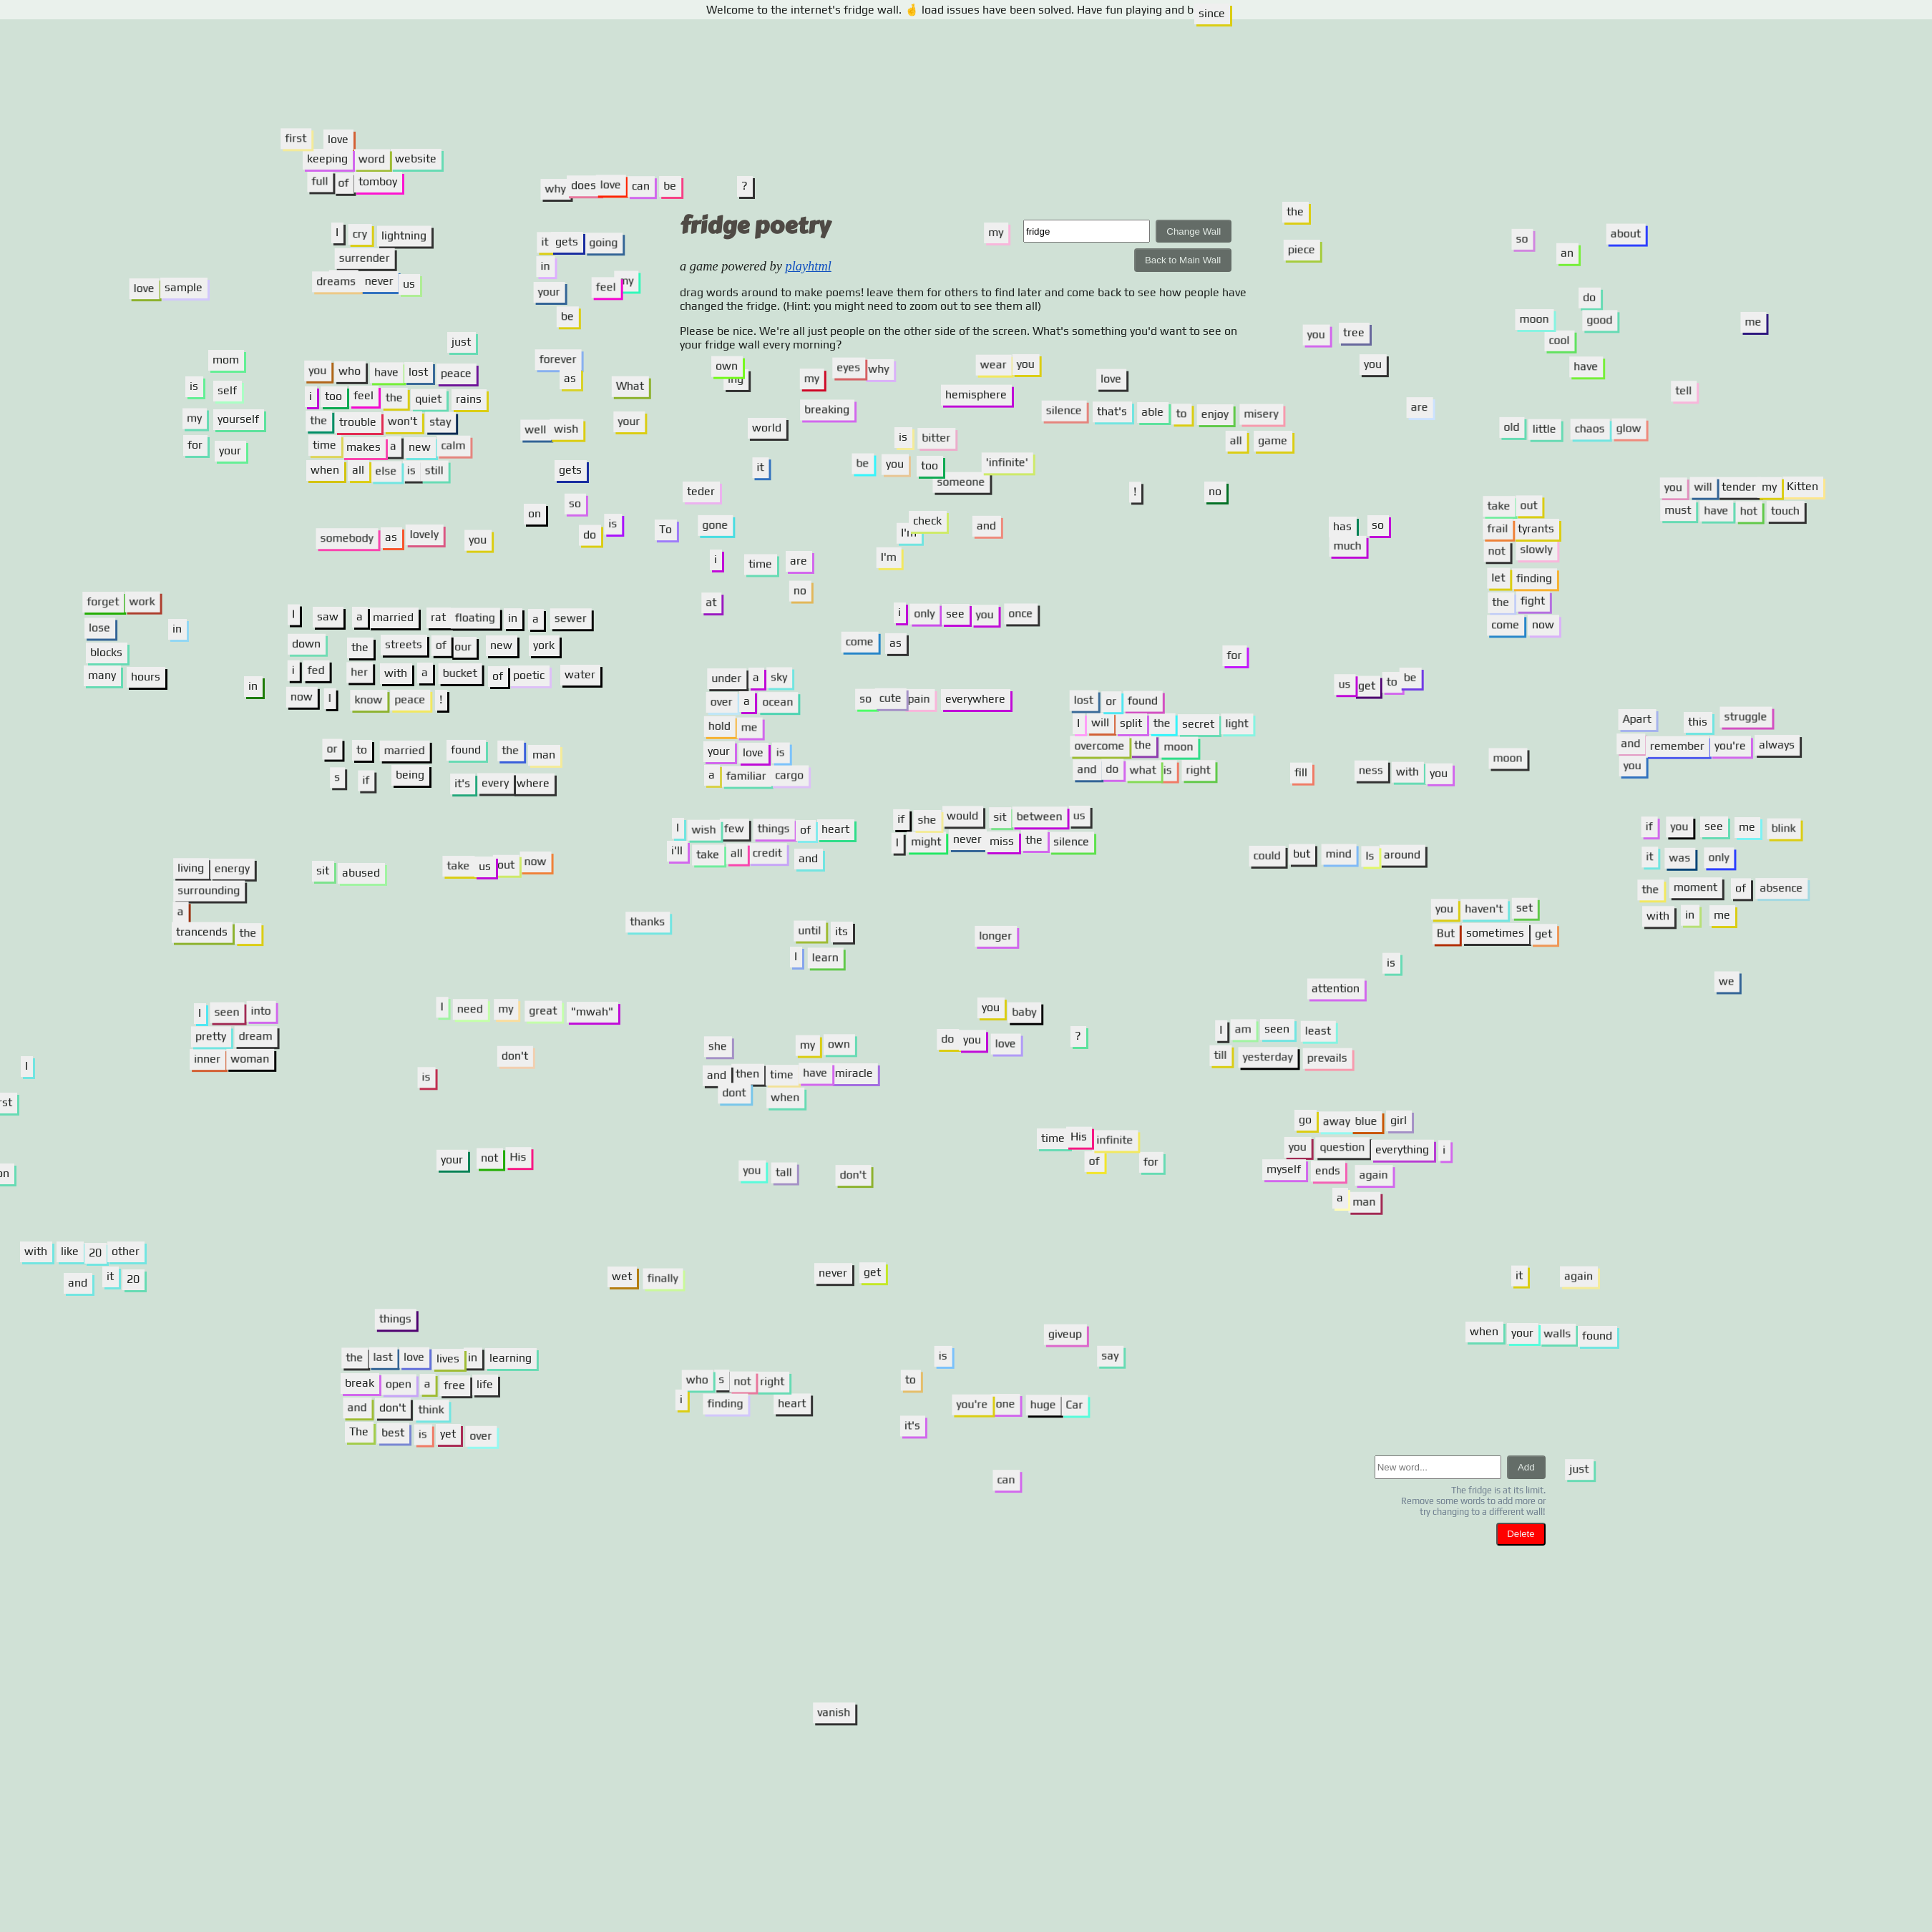 Welcome to the internet's fridge wall. ☝ load issues have been solved. Have fun playing and b
since
first love
keeping word website
full of tomboy
why does love can be ?
I cry lightning
surrender
dreams never us
love sample
it gets going
in
your feel my
be
fridge poetry
my
fridge
Change Wall
Back to Main Wall
a game powered by playhtml
drag words around to make poems! leave them for others to find later and come back to see how people have
changed the fridge. (Hint: you might need to zoom out to see them all)
Please be nice. We're all just people on the other side of the screen. What's something you'd want to see on
your fridge wall every morning?
the
piece
so an about
do
moon good
cool
have
me
you tree
you
tell
are
just
mom
is self
my yourself
for your
you who have lost peace
i too feel the quiet rains
the trouble won't stay
time makes a new calm
when all else is still
forever
as
What
your
well wish
gets
own
ing
my eyes why
breaking
world
it
wear you
hemisphere
love
silence that's able to enjoy misery
all game
is bitter
be you too 'infinite'
someone
old little chaos glow
you will tender my Kitten
must have hot touch
teder
! no
somebody as lovely you
on so
do is
To gone
i time are
no
at
check
I'm
and
I'm
has so
much
take out
frail tyrants
not slowly
let finding
the fight
come now
forget work
lose in
blocks
many hours
in
I saw a married rat floating in a sewer
down the streets of our new york
i fed her with a bucket of poetic water
now I know peace !
i only see you once
come as
for
us get to be
under a sky
over a ocean
hold me
your love is
a familiar cargo
so cute pain everywhere
lost or found
I will split the secret light
overcome the moon
and do what is right
Apart this struggle
and remember you're always
you
or to married found the man
s if being it's every where
fill ness with you
moon
I wish few things of heart
i'll take all credit and
if she would sit between us
I might never miss the silence
if you see me blink
it was only
the moment of absence
with in me
could but mind Is around
living energy
surrounding
a
trancends the
sit abused
take us out now
thanks
until its
I learn
longer
you haven't set
But sometimes get
is
attention
we
I seen into
pretty dream
inner woman
I need my great "mwah"
don't
is
you baby
do you love ?
I am seen least
till yesterday prevails
she my own
and then time have miracle
dont when
I
rst
on
time His infinite
of for
go away blue girl
you question everything i
myself ends again
a man
your not His
you tall don't
with like 20 other
and it 20
wet finally
never get
it again
things
the last love lives in learning
break open a free life
and don't think
The best is yet over
giveup
is say
to
when your walls found
who s not right
i finding heart
you're one huge Car
it's
can
New word...
Add
just
The fridge is at its limit.
Remove some words to add more or
try changing to a different wall!
Delete
vanish